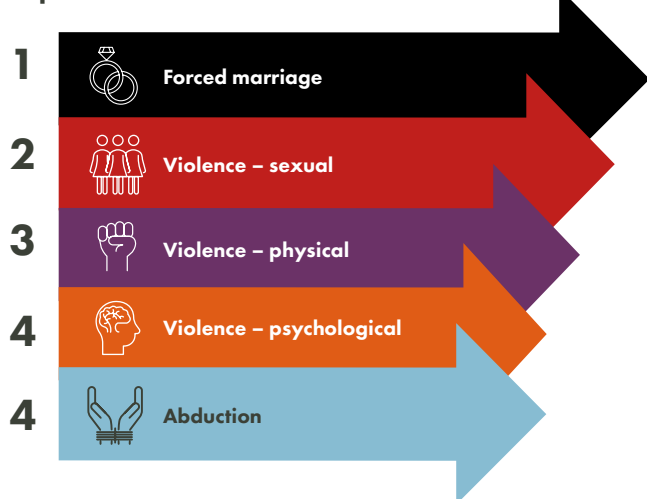 1 Forced marriage
2 Violence – sexual
3 Violence – physical
4 Violence – psychological
4 Abduction